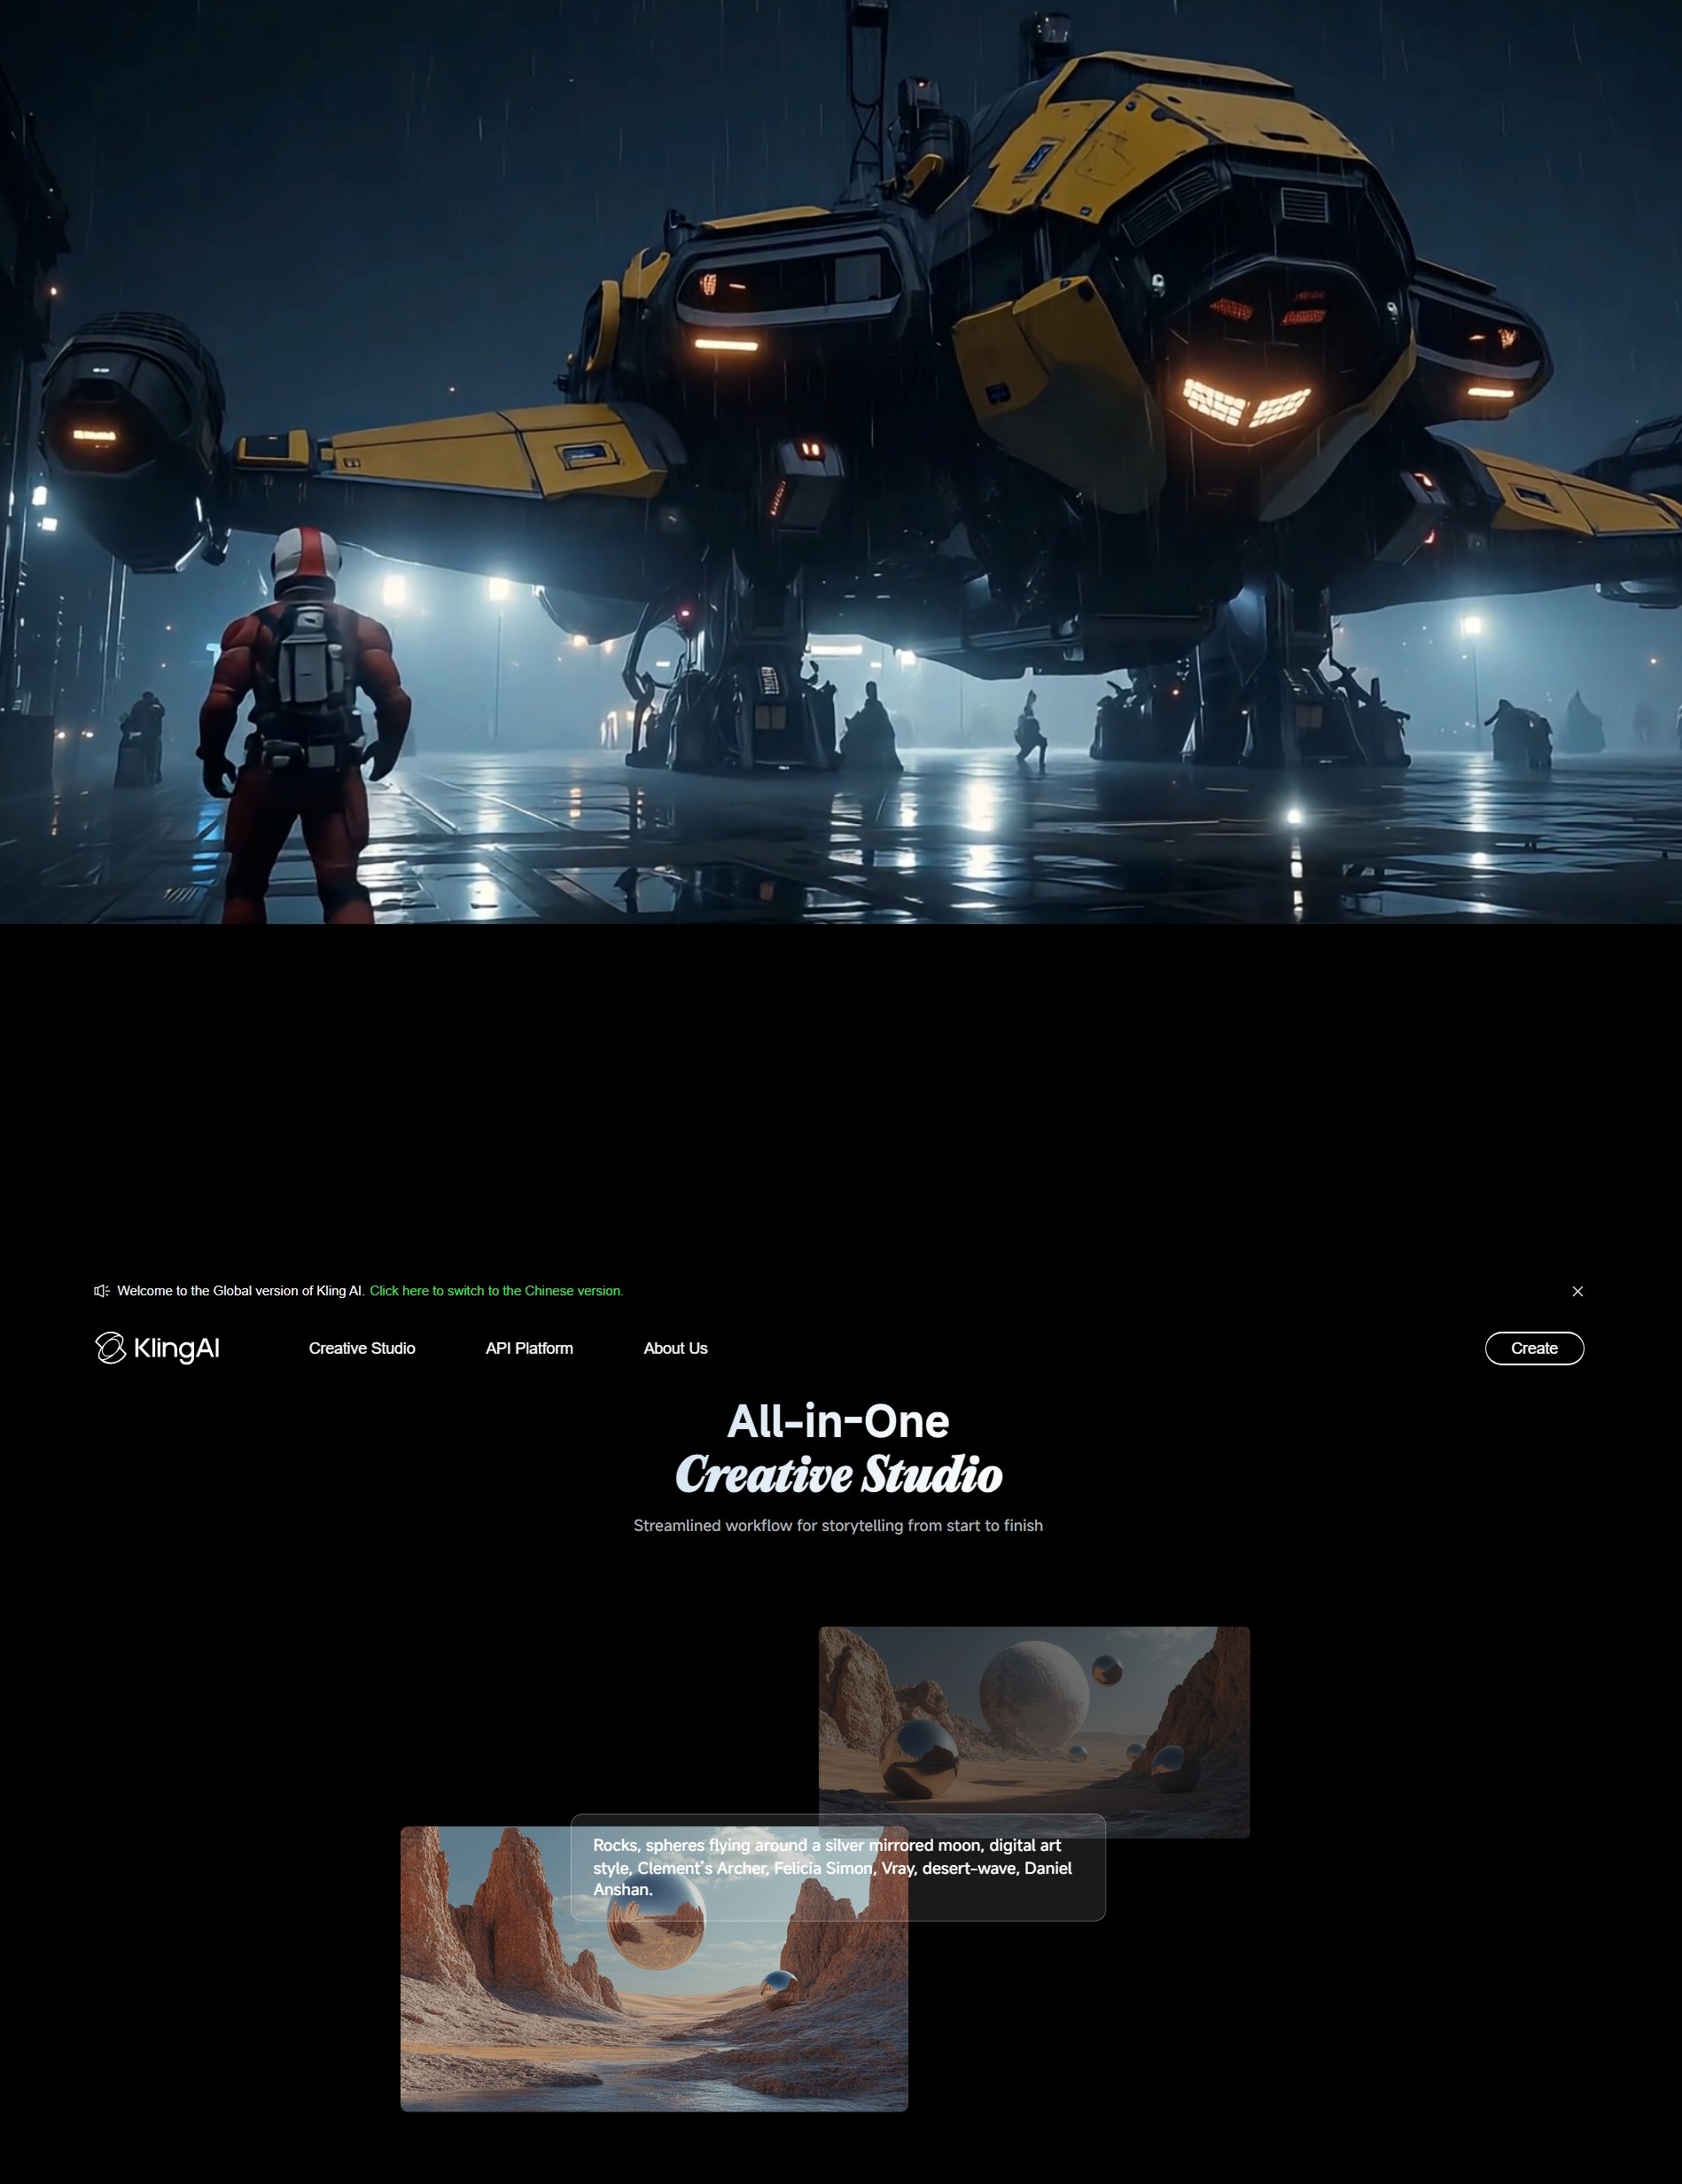 Welcome to the Global version of Kling AI. Click here to switch to the Chinese version.
KlingAI
Creative Studio
API Platform
About Us
Create
All-in-One
Creative Studio
Streamlined workflow for storytelling from start to finish
Rocks, spheres flying around a silver mirrored moon, digital art
style, Clement's Archer, Felicia Simon, Vray, desert-wave, Daniel
Anshan.